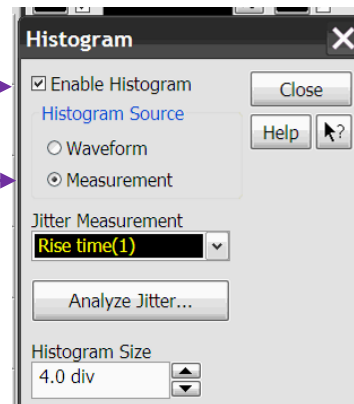 Histogram
Enable Histogram
Close
Histogram Source
Help
?
Waveform
Measurement
Jitter Measurement
Rise time(1)
Analyze Jitter...
Histogram Size
4.0 div